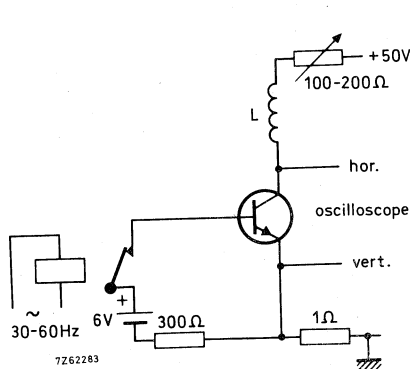 +50V
100-200Ω
L
hor.
oscilloscope
vert.
+
6V
300Ω
1Ω
~
30-60Hz
7Z62283